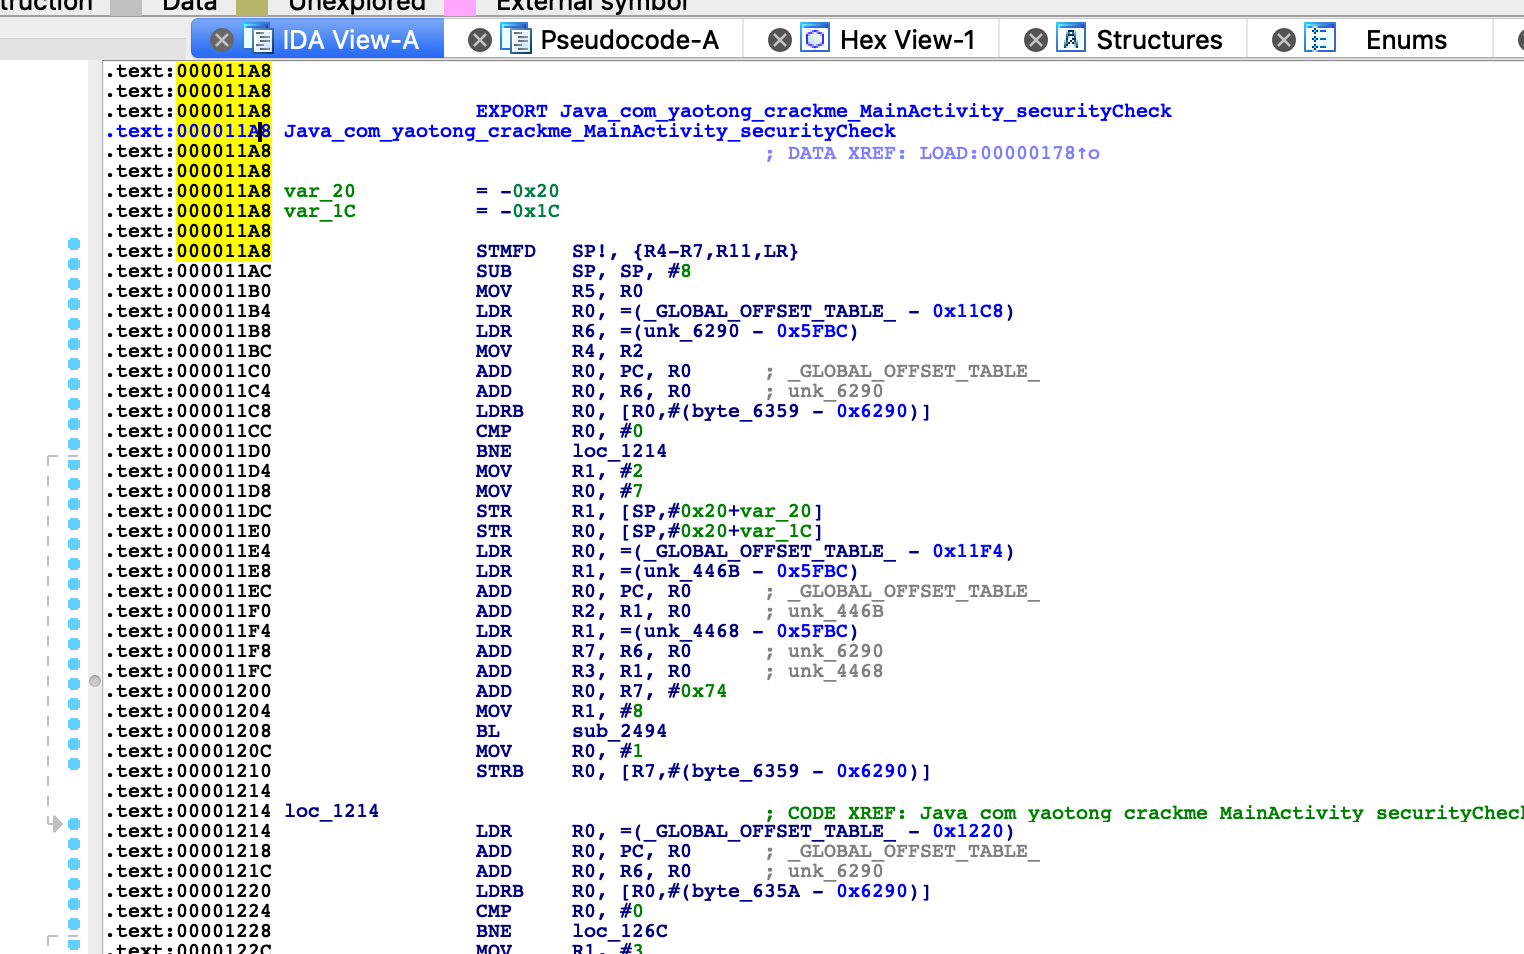 truction Data Unexplored External symbol
IDA View-A Pseudocode-A Hex View-1 Structures Enums
.text:000011A8
.text:000011A8
.text:000011A8 EXPORT Java_com_yaotong_crackme_MainActivity_securityCheck
.text:000011A8 Java_com_yaotong_crackme_MainActivity_securityCheck
.text:000011A8 ; DATA XREF: LOAD:00000178↑o
.text:000011A8
.text:000011A8 var_20 = -0x20
.text:000011A8 var_1C = -0x1C
.text:000011A8
.text:000011A8 STMFD SP!, {R4-R7,R11,LR}
.text:000011AC SUB SP, SP, #8
.text:000011B0 MOV R5, R0
.text:000011B4 LDR R0, =(_GLOBAL_OFFSET_TABLE_ - 0x11C8)
.text:000011B8 LDR R6, =(unk_6290 - 0x5FBC)
.text:000011BC MOV R4, R2
.text:000011C0 ADD R0, PC, R0 ; _GLOBAL_OFFSET_TABLE_
.text:000011C4 ADD R0, R6, R0 ; unk_6290
.text:000011C8 LDRB R0, [R0,#(byte_6359 - 0x6290)]
.text:000011CC CMP R0, #0
.text:000011D0 BNE loc_1214
.text:000011D4 MOV R1, #2
.text:000011D8 MOV R0, #7
.text:000011DC STR R1, [SP,#0x20+var_20]
.text:000011E0 STR R0, [SP,#0x20+var_1C]
.text:000011E4 LDR R0, =(_GLOBAL_OFFSET_TABLE_ - 0x11F4)
.text:000011E8 LDR R1, =(unk_446B - 0x5FBC)
.text:000011EC ADD R0, PC, R0 ; _GLOBAL_OFFSET_TABLE_
.text:000011F0 ADD R2, R1, R0 ; unk_446B
.text:000011F4 LDR R1, =(unk_4468 - 0x5FBC)
.text:000011F8 ADD R7, R6, R0 ; unk_6290
.text:000011FC ADD R3, R1, R0 ; unk_4468
.text:00001200 ADD R0, R7, #0x74
.text:00001204 MOV R1, #8
.text:00001208 BL sub_2494
.text:0000120C MOV R0, #1
.text:00001210 STRB R0, [R7,#(byte_6359 - 0x6290)]
.text:00001214
.text:00001214 loc_1214 ; CODE XREF: Java_com_yaotong_crackme_MainActivity_securityChec
.text:00001214 LDR R0, =(_GLOBAL_OFFSET_TABLE_ - 0x1220)
.text:00001218 ADD R0, PC, R0 ; _GLOBAL_OFFSET_TABLE_
.text:0000121C ADD R0, R6, R0 ; unk_6290
.text:00001220 LDRB R0, [R0,#(byte_635A - 0x6290)]
.text:00001224 CMP R0, #0
.text:00001228 BNE loc_126C
.text:0000122C MOV R1, #3